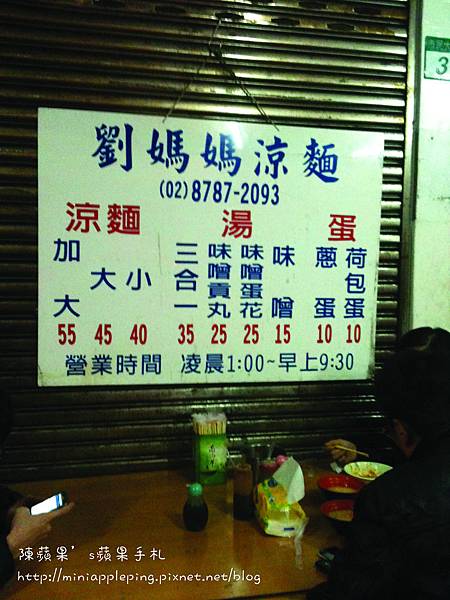 劉媽媽涼麵
(02)8787-2093
涼麵 湯 蛋
加大 大 小 三合一 味噌貢丸 味噌蛋花 味噌 蔥蛋 荷包蛋
55 45 40 35 25 25 15 10 10
營業時間 凌晨1:00~早上9:30
3
陳蘋果’s蘋果手札
http://miniappleping.pixnet.net/blog